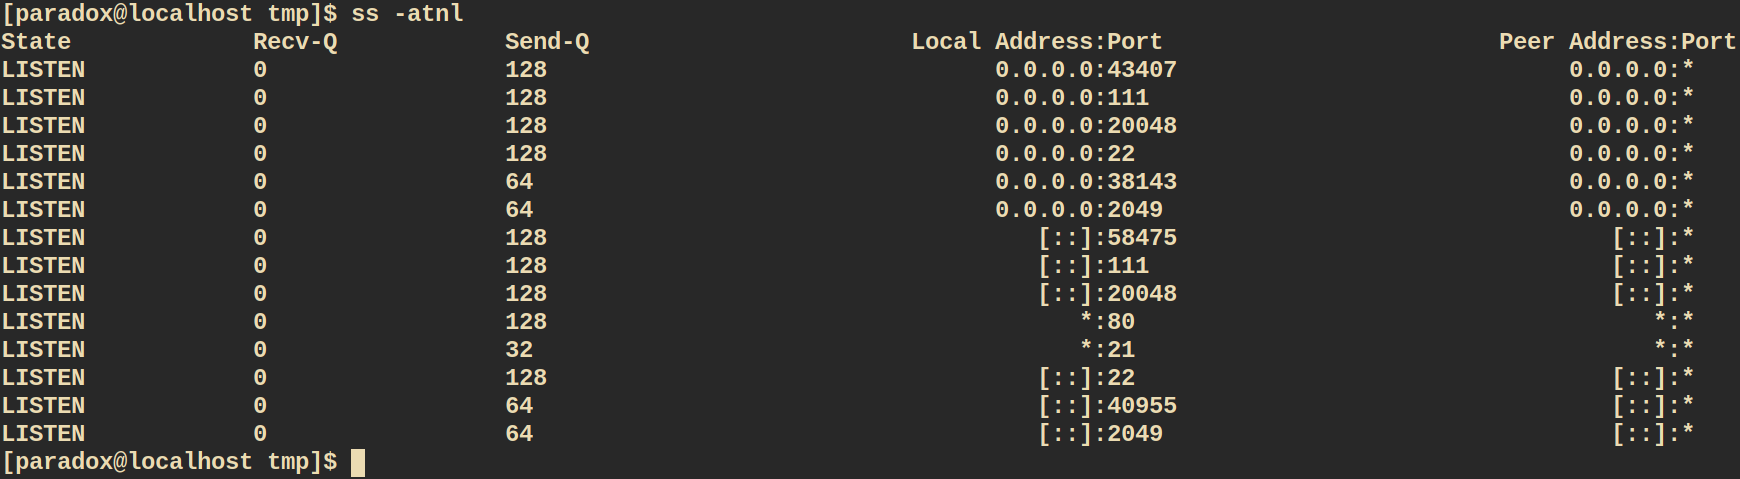 [paradox@localhost tmp]$ ss -atnl
State Recv-Q Send-Q Local Address:Port Peer Address:Port
LISTEN 0 128 0.0.0.0:43407 0.0.0.0:*
LISTEN 0 128 0.0.0.0:111 0.0.0.0:*
LISTEN 0 128 0.0.0.0:20048 0.0.0.0:*
LISTEN 0 128 0.0.0.0:22 0.0.0.0:*
LISTEN 0 64 0.0.0.0:38143 0.0.0.0:*
LISTEN 0 64 0.0.0.0:2049 0.0.0.0:*
LISTEN 0 128 [::]:58475 [::]:*
LISTEN 0 128 [::]:111 [::]:*
LISTEN 0 128 [::]:20048 [::]:*
LISTEN 0 128 *:80 *:*
LISTEN 0 32 *:21 *:*
LISTEN 0 128 [::]:22 [::]:*
LISTEN 0 64 [::]:40955 [::]:*
LISTEN 0 64 [::]:2049 [::]:*
[paradox@localhost tmp]$